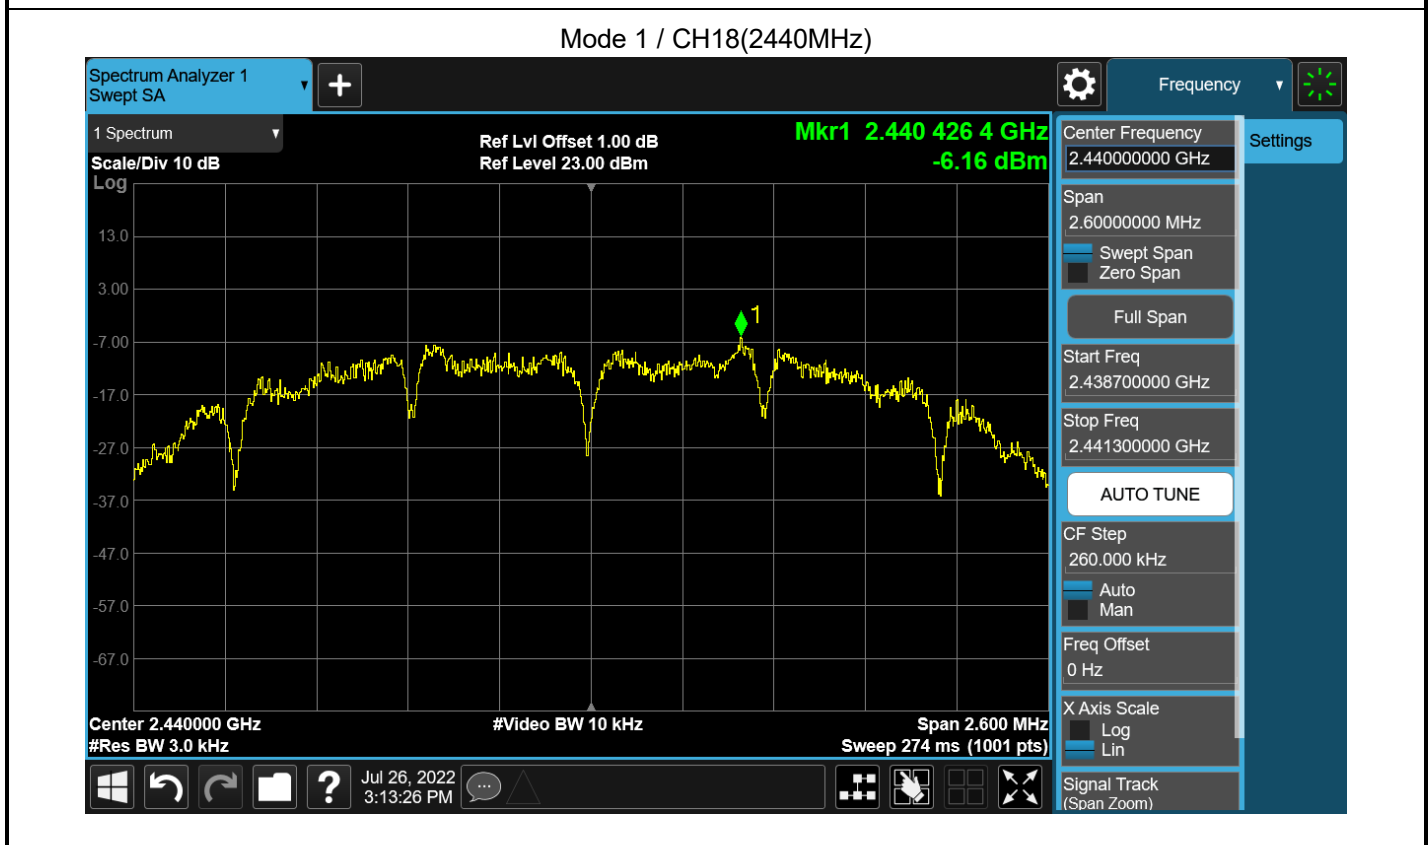 Mode 1 / CH18(2440MHz)
Spectrum Analyzer 1
Swept SA
Frequency
1 Spectrum
Scale/Div 10 dB
Log
Ref Lvl Offset 1.00 dB
Ref Level 23.00 dBm
Mkr1 2.440 426 4 GHz
-6.16 dBm
13.0
3.00
-7.00
-17.0
-27.0
-37.0
-47.0
-57.0
-67.0
1
Center 2.440000 GHz
#Video BW 10 kHz
Span 2.600 MHz
#Res BW 3.0 kHz
Sweep 274 ms (1001 pts)
Center Frequency
2.440000000 GHz
Settings
Span
2.60000000 MHz
Swept Span
Zero Span
Full Span
Start Freq
2.438700000 GHz
Stop Freq
2.441300000 GHz
AUTO TUNE
CF Step
260.000 kHz
Auto
Man
Freq Offset
0 Hz
X Axis Scale
Log
Lin
Signal Track
(Span Zoom)
?
Jul 26, 2022
3:13:26 PM